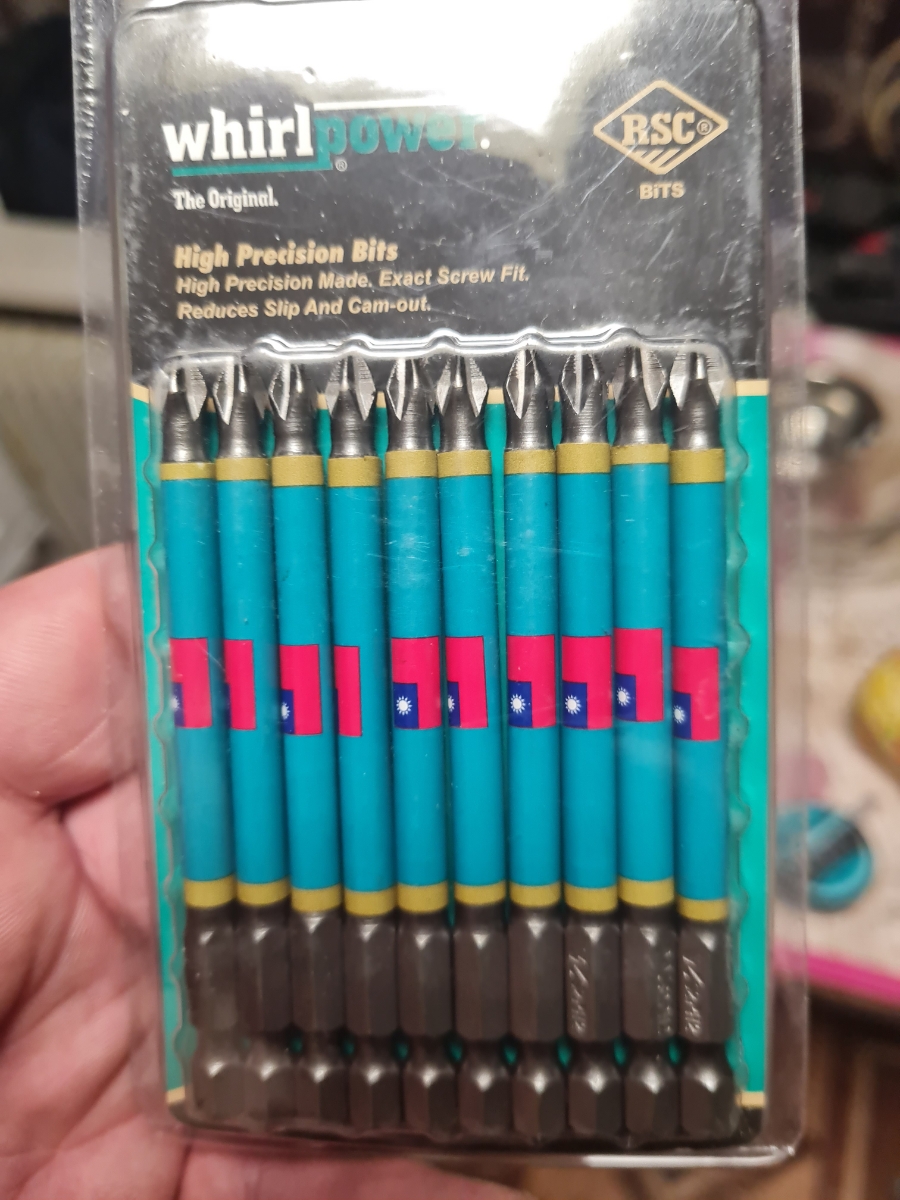 whirlpower.
®
RSC®
BiTS
The Original.
High Precision Bits
High Precision Made. Exact Screw Fit.
Reduces Slip And Cam-out.